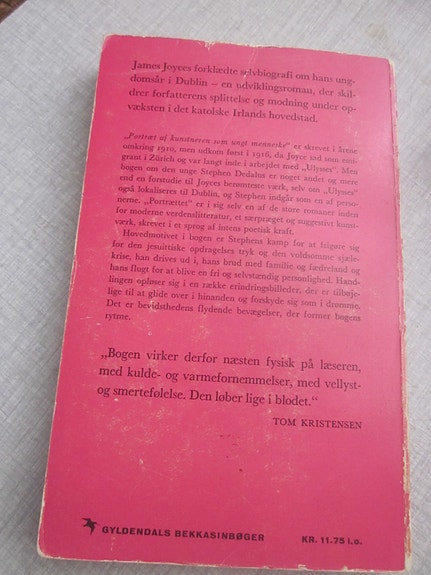 James Joyces forklædte selvbiografi om hans ung-
domsår i Dublin – en udviklingsroman, der skil-
drer forfatterens splittelse og modning under op-
væksten i det katolske Irlands hovedstad.
„Portræt af kunstneren som ungt menneske" er skrevet i årene
omkring 1910, men udkom først i 1916, da Joyce sad som emi-
grant i Zürich og var langt inde i arbejdet med „Ulysses". Men
bogen om den unge Stephen Dedalus er noget andet og mere
end en forstudie til Joyces berømteste værk, selv om „Ulysses"
også lokaliseres til Dublin, og Stephen indgår som en af perso-
nerne. „Portrættet" er i sig selv en af de store romaner inden
for moderne verdenslitteratur, et særpræget og suggestivt kunst-
værk, skrevet i et sprog af intens poetisk kraft.
Hovedmotivet i bogen er Stephens kamp for at frigøre sig
for den jesuittiske opdragelses tryk og den voldsomme sjæle-
krise, han drives ud i, hans brud med familie og fædreland og
hans flugt for at blive en fri og selvstændig personlighed. Hand-
lingen opløser sig i en række erindringsbilleder, der er tilbøje-
lige til at glide over i hinanden og forskyde sig som i drømme.
Det er bevidsthedens flydende bevægelser, der former bogens
rytme.
„Bogen virker derfor næsten fysisk på læseren,
med kulde- og varmefornemmelser, med vellyst-
og smertefølelse. Den løber lige i blodet."
TOM KRISTENSEN
GYLDENDALS BEKKASINBØGER
KR. 11.75 i.o.